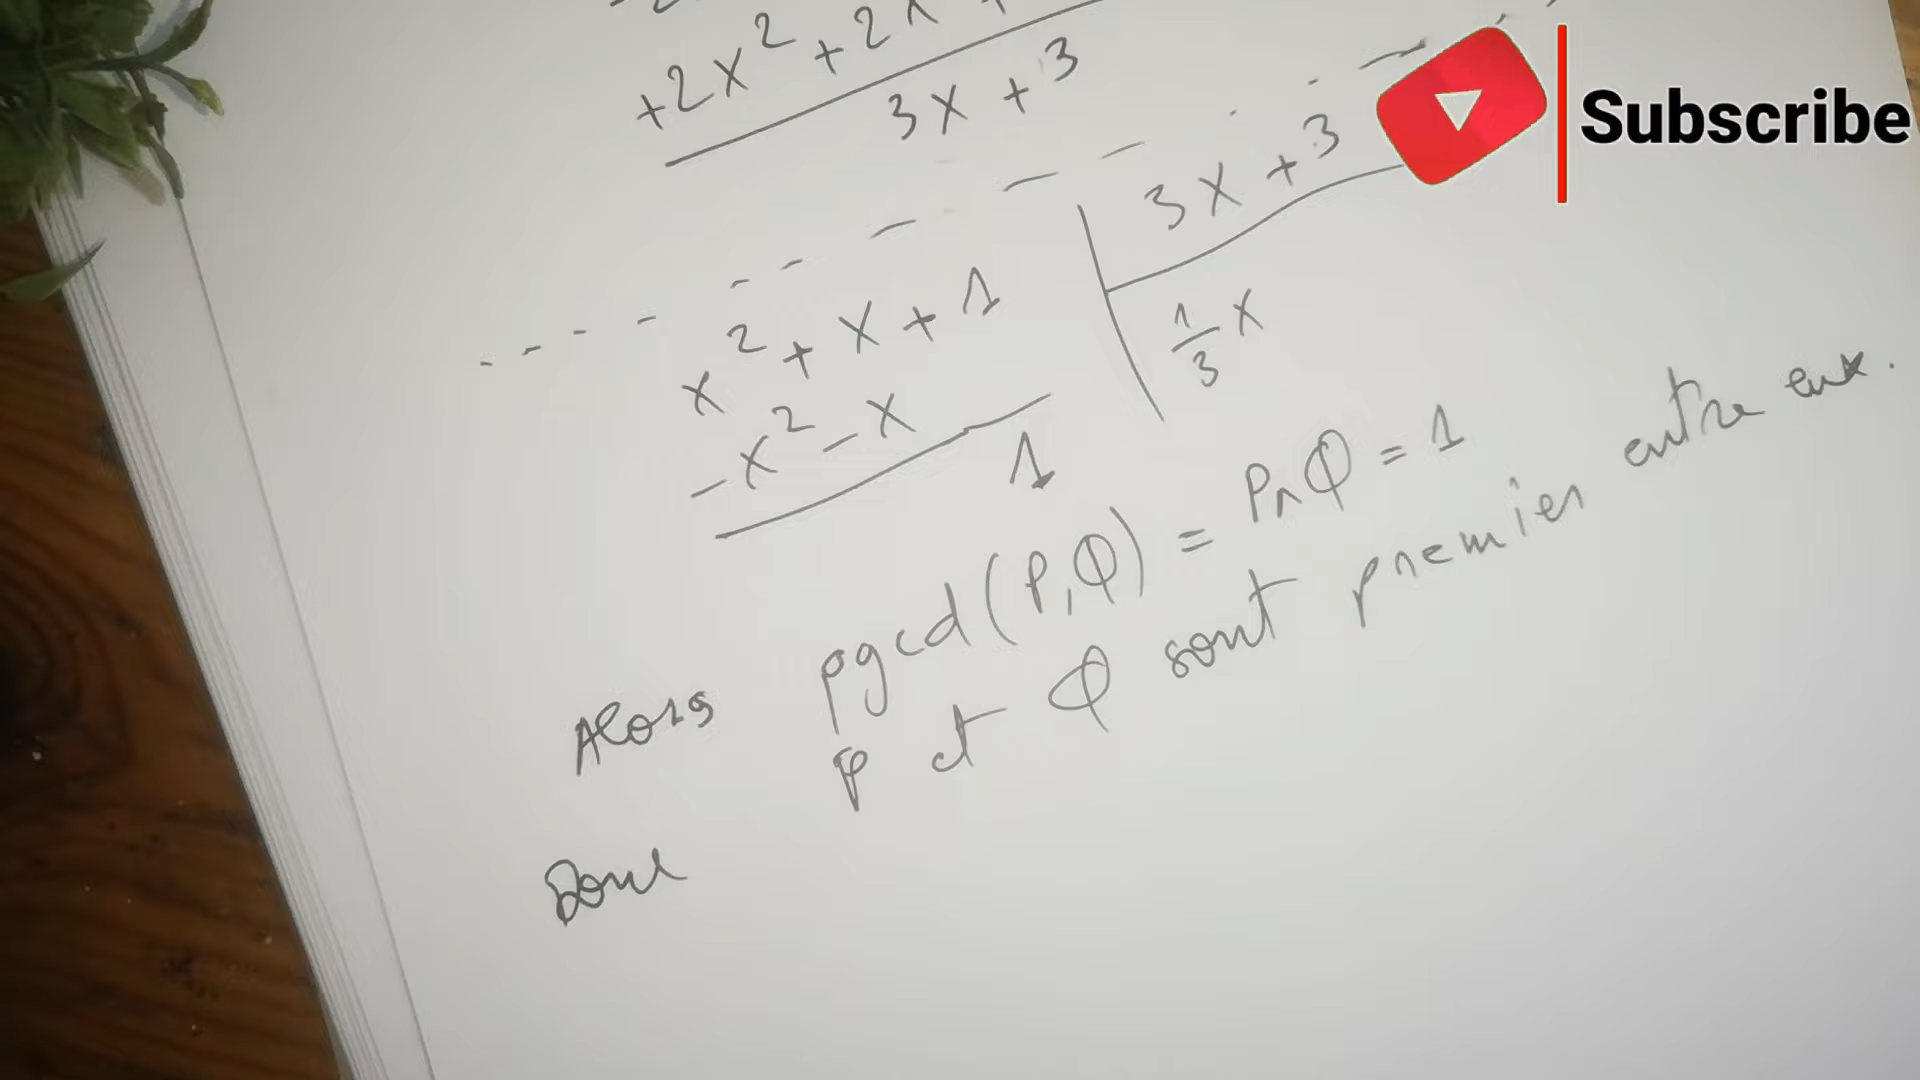 +2X² + 2X
3X + 3
Subscribe
3X + 3
X² + X + 1
1/3 X
-X² - X
1
Alors pgcd(P,Q) = P∧Q = 1
Donc P et Q sont premier entre eux.